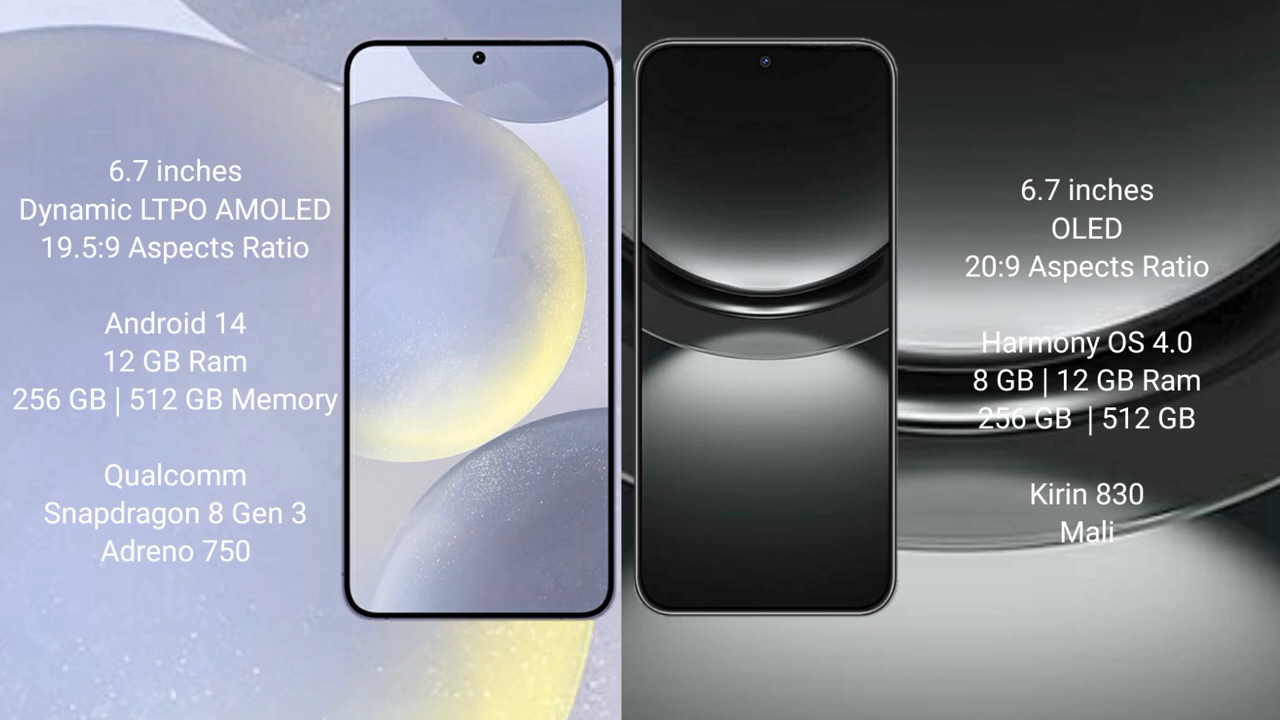 6.7 inches
Dynamic LTPO AMOLED
19.5:9 Aspects Ratio
Android 14
12 GB Ram
256 GB | 512 GB Memory
Qualcomm
Snapdragon 8 Gen 3
Adreno 750
6.7 inches
OLED
20:9 Aspects Ratio
Harmony OS 4.0
8 GB | 12 GB Ram
256 GB | 512 GB
Kirin 830
Mali